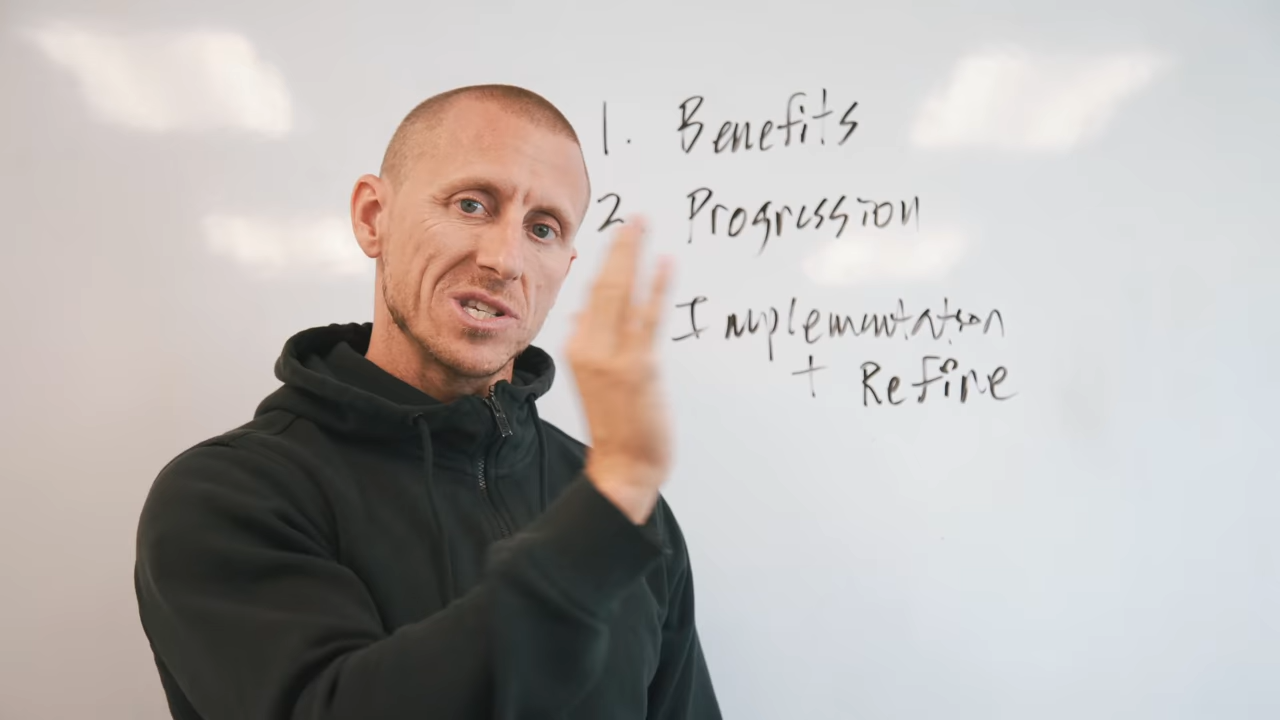 1. Benefits
2 Progression
Implementation
+ Refine